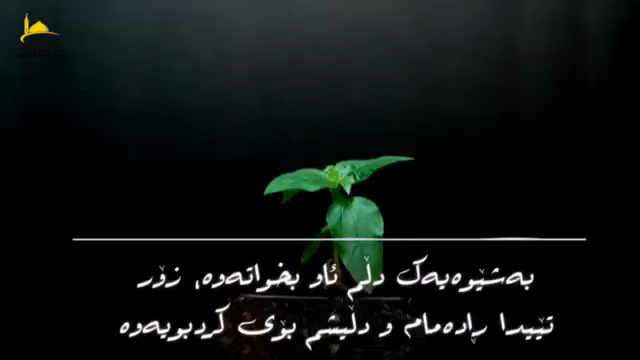 بەشێوەیەک دڵم ئاو بخواتەوە، زۆر
تێیدا ڕادەمام و دڵیشم بۆی کردبویەوە